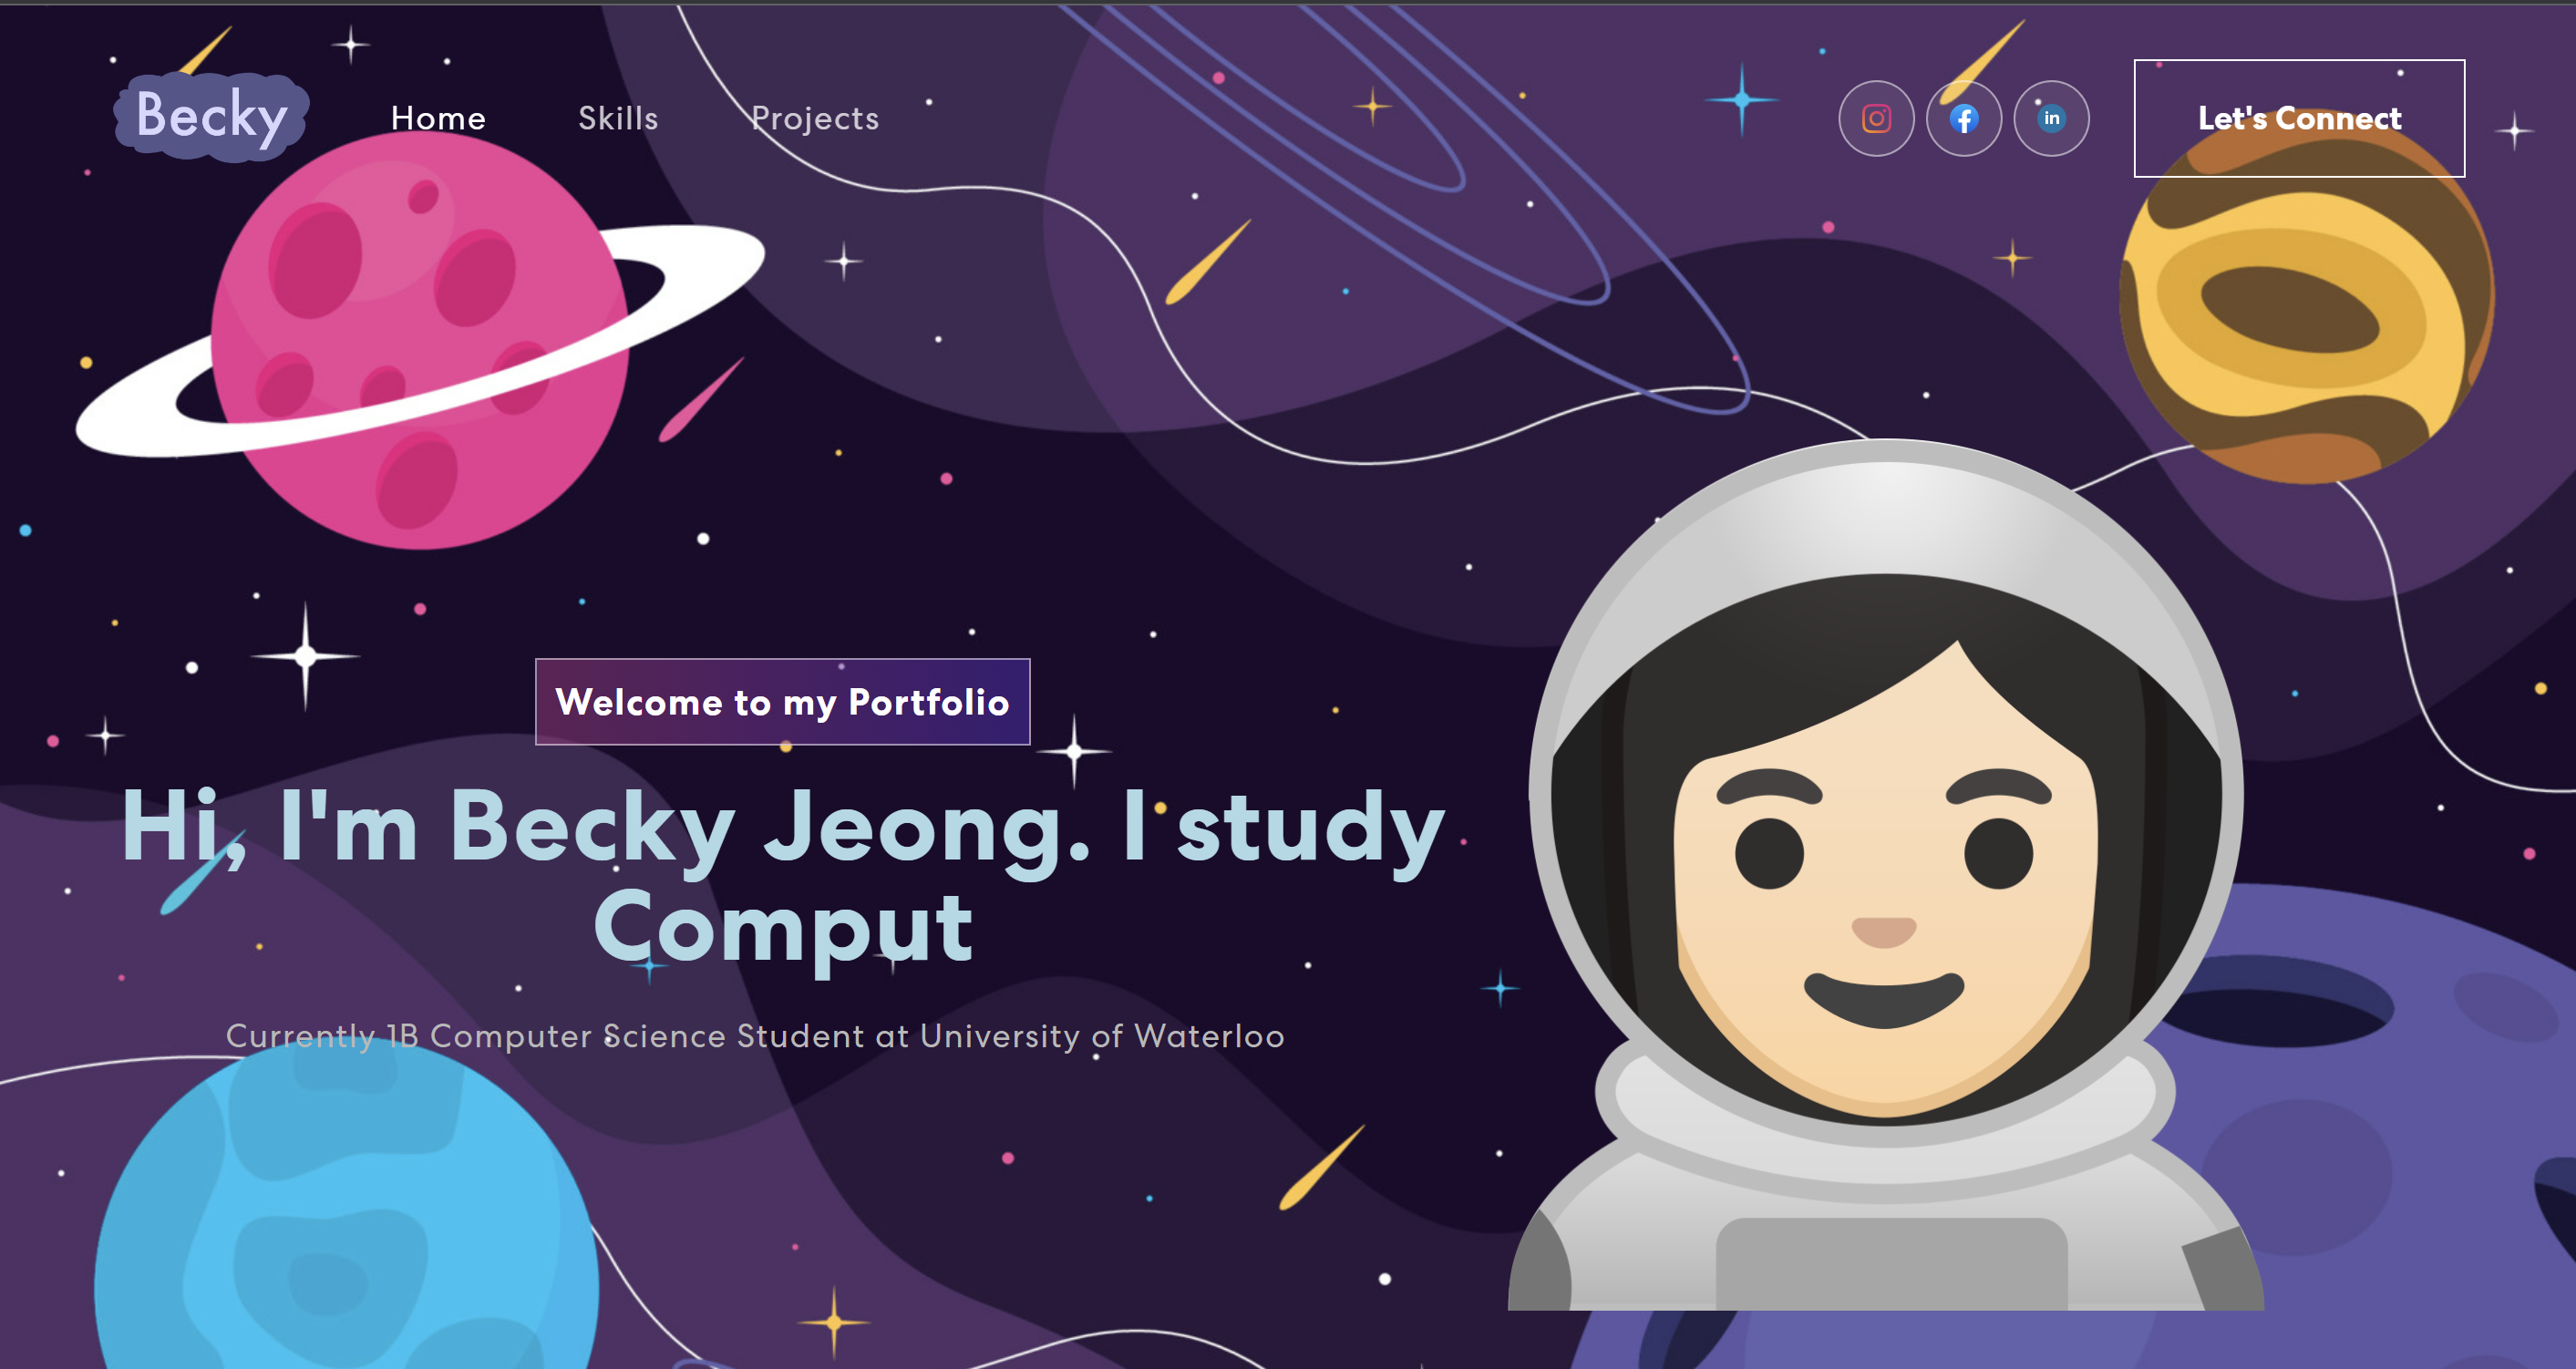 Becky
Home
Skills
Projects
in
Let's Connect
Welcome to my Portfolio
Hi, I'm Becky Jeong. I study
Comput
Currently 1B Computer Science Student at University of Waterloo